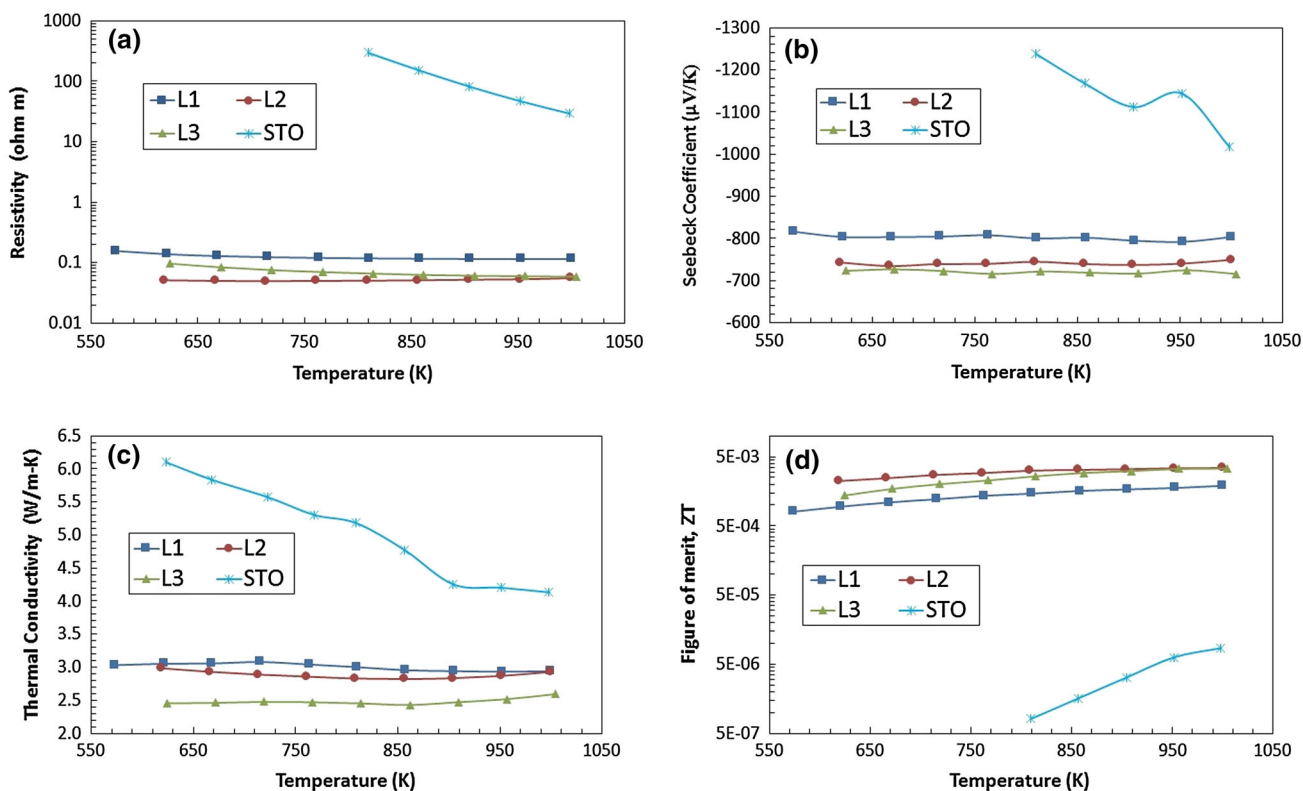 (a)
1000
100
10
1
0.1
0.01
Resistivity (ohm m)
L1 L2
L3 STO
550 650 750 850 950 1050
Temperature (K)
(b)
-1300
-1200
-1100
-1000
-900
-800
-700
-600
Seebeck Coefficient (µV/K)
L1 L2
L3 STO
550 650 750 850 950 1050
Temperature (K)
(c)
6.5
6.0
5.5
5.0
4.5
4.0
3.5
3.0
2.5
2.0
Thermal Conductivity (W/m-K)
L1 L2
L3 STO
550 650 750 850 950 1050
Temperature (K)
(d)
5E-03
5E-04
5E-05
5E-06
5E-07
Figure of merit, ZT
L1 L2
L3 STO
550 650 750 850 950 1050
Temperature (K)